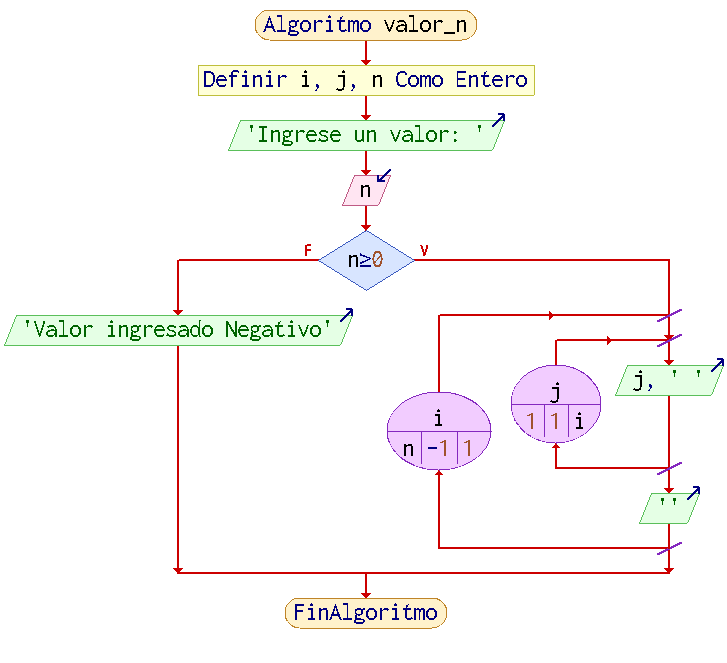 Algoritmo valor_n
Definir i, j, n Como Entero
'Ingrese un valor: '
n
n≥0
F
V
'Valor ingresado Negativo'
i
n -1 1
j
1 1 i
j, ' '
''
FinAlgoritmo